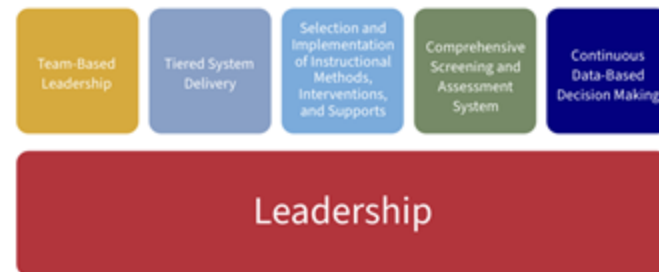 Team-Based
Leadership
Tiered System
Delivery
Selection and
Implementation
of Instructional
Methods,
Interventions,
and Supports
Comprehensive
Screening and
Assessment
System
Continuous
Data-Based
Decision Making
Leadership